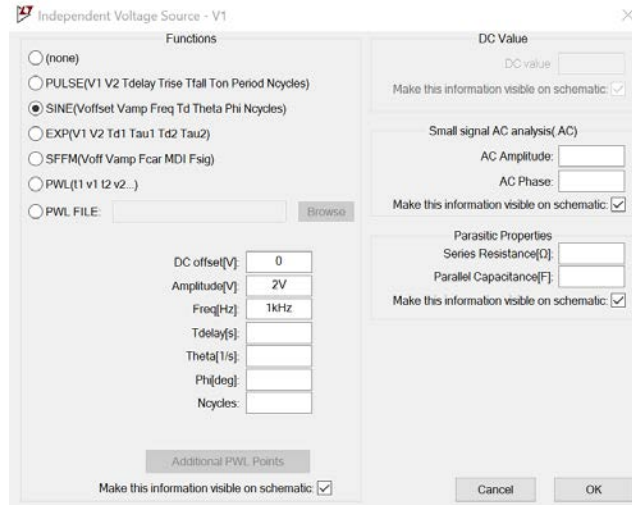 Independent Voltage Source - V1
Functions
(none)
PULSE(V1 V2 Tdelay Trise Tfall Ton Period Ncycles)
SINE(Voffset Vamp Freq Td Theta Phi Ncycles)
EXP(V1 V2 Td1 Tau1 Td2 Tau2)
SFFM(Voff Vamp Fcar MDI Fsig)
PWL(t1 v1 t2 v2...)
PWL FILE:
Browse
DC offset[V]: 0
Amplitude[V]: 2V
Freq[Hz]: 1kHz
Tdelay[s]:
Theta[1/s]:
Phi[deg]:
Ncycles:
Additional PWL Points
Make this information visible on schematic:
DC Value
DC value:
Make this information visible on schematic:
Small signal AC analysis(.AC)
AC Amplitude:
AC Phase:
Make this information visible on schematic:
Parasitic Properties
Series Resistance[Ω]:
Parallel Capacitance[F]:
Make this information visible on schematic:
Cancel
OK